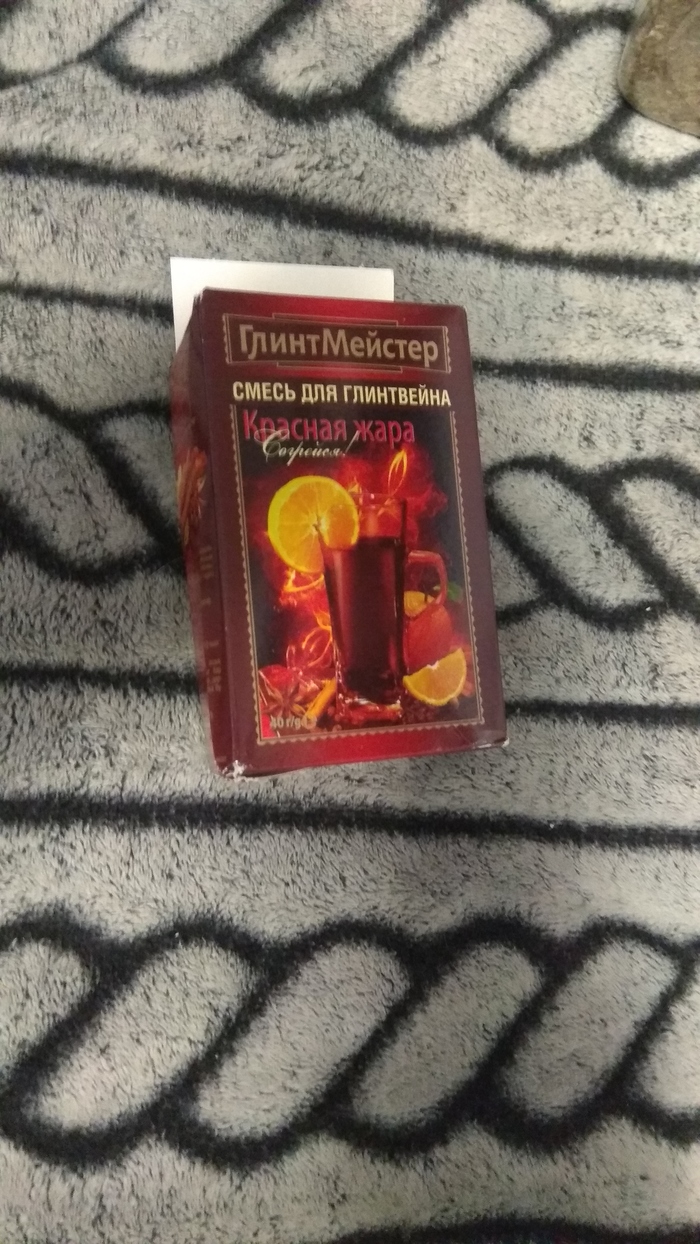 ГлинтМейстер
СМЕСЬ ДЛЯ ГЛИНТВЕЙНА
Красная жара
Согрейся!